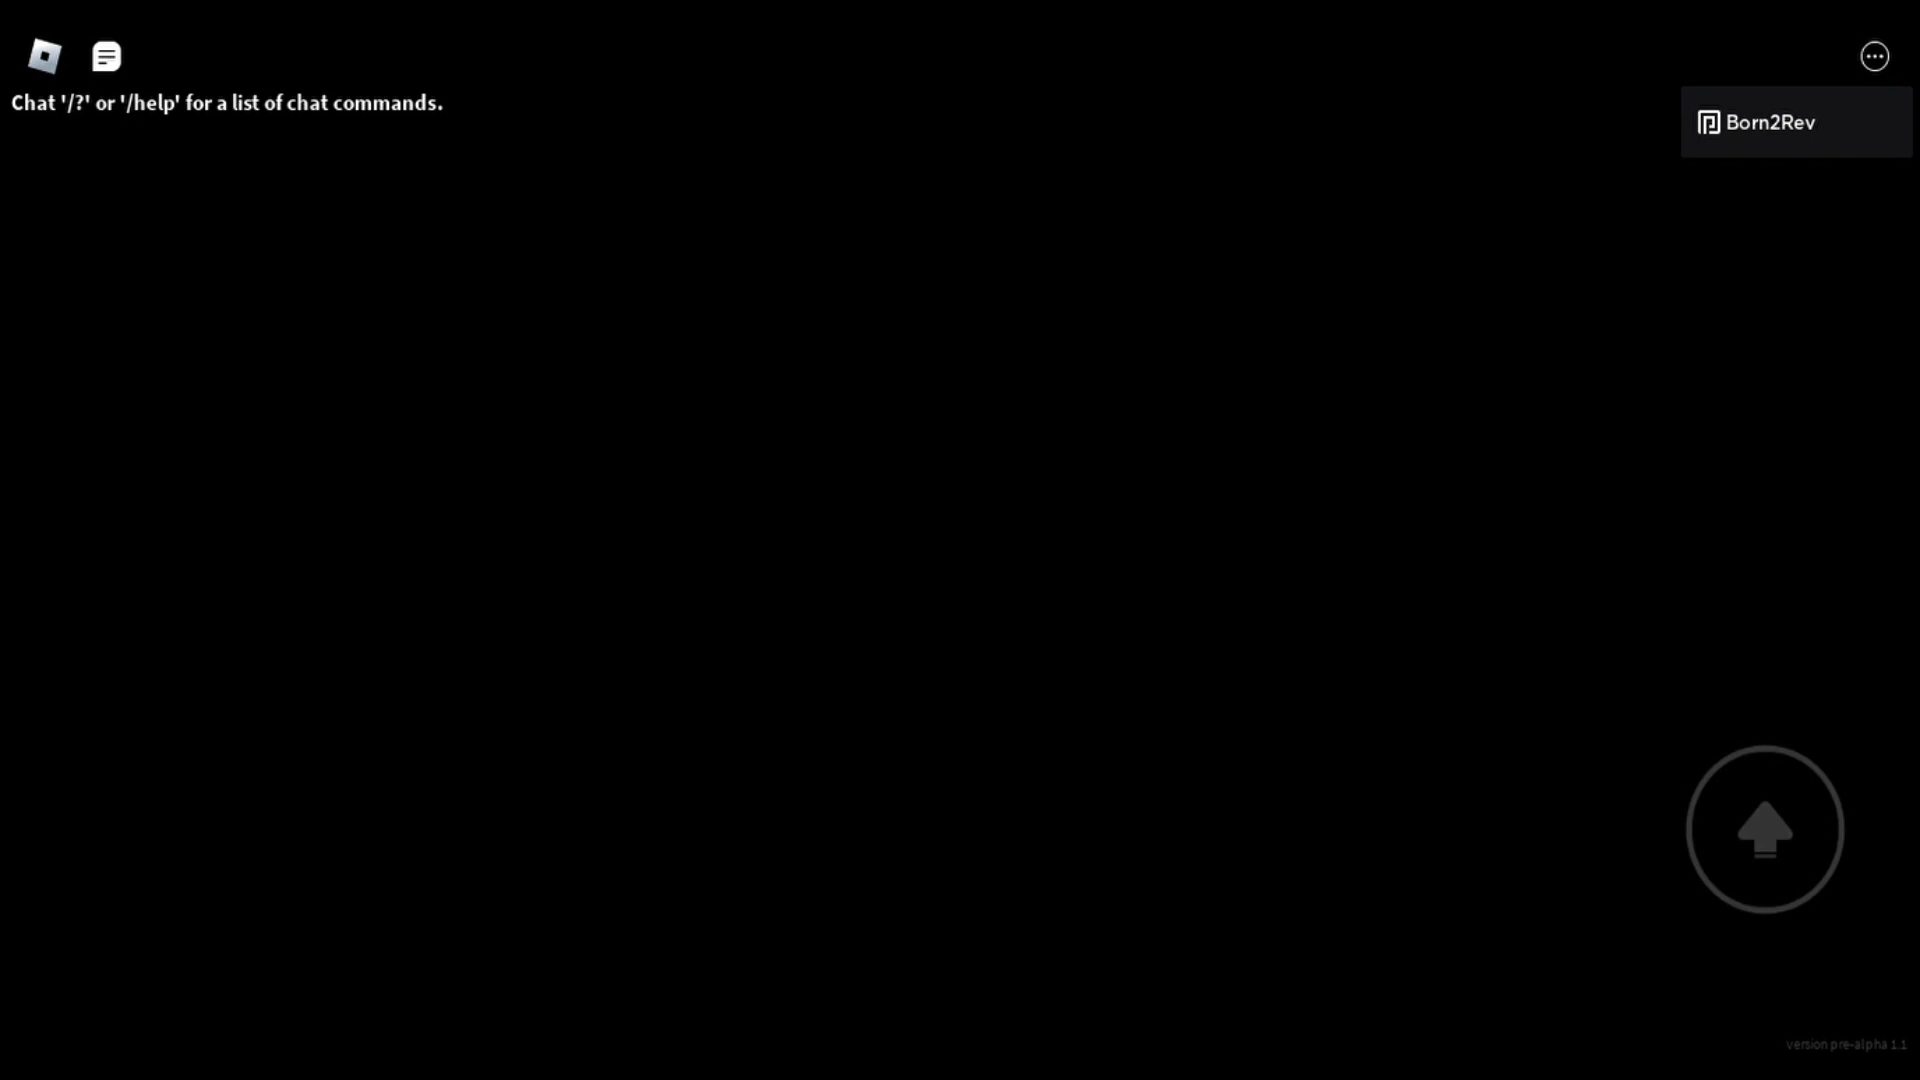 Chat '/?' or '/help' for a list of chat commands.
Born2Rev
version pre-alpha 1.1